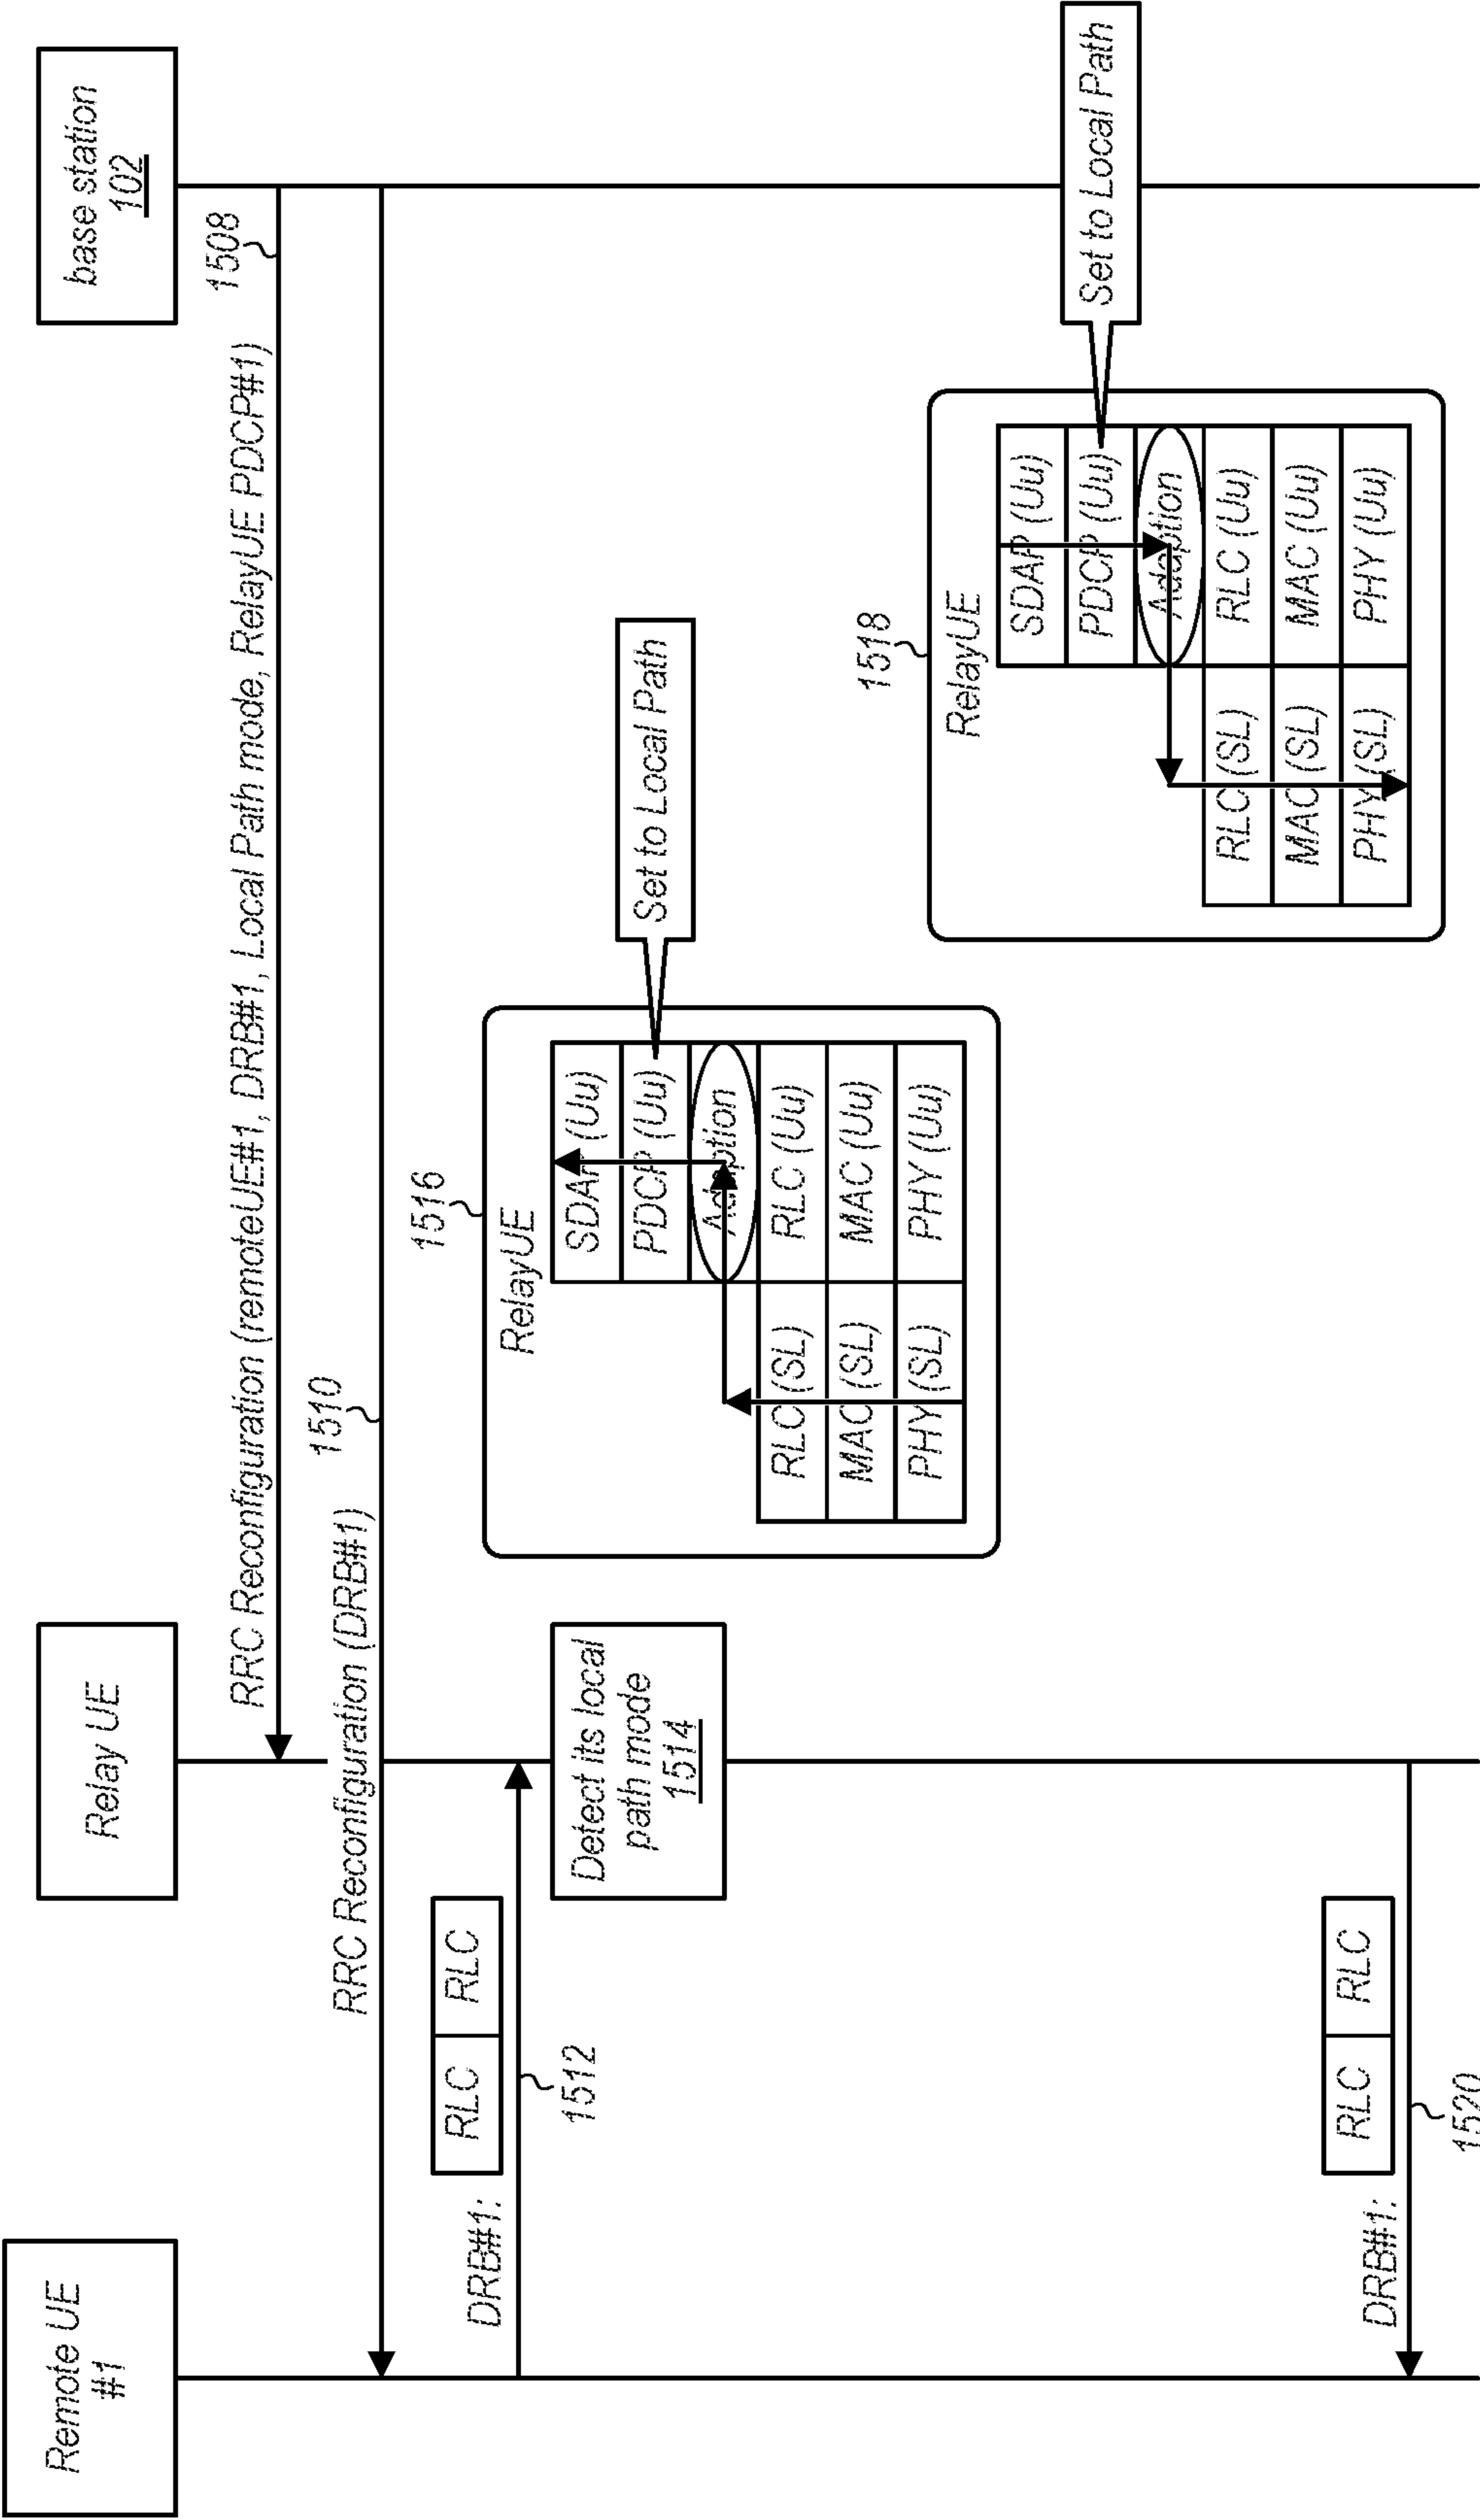 Remote UE
#1
Relay UE
base station
102
1508
RRC Reconfiguration (remoteUE#1, DRB#1, Local Path mode, RelayUE PDCP#1)
1510
RRC Reconfiguration (DRB#1)
DRB#1:
RLC RLC
1512
Detect its local
path mode
1514
1516
RelayUE
SDAP (Uu)
PDCP (Uu)
Adaption
RLC (SL) RLC (Uu)
MAC (SL) MAC (Uu)
PHY (SL) PHY (Uu)
Set to Local Path
1518
RelayUE
SDAP (Uu)
PDCP (Uu)
Adaption
RLC (SL) RLC (Uu)
MAC (SL) MAC (Uu)
PHY (SL) PHY (Uu)
Set to Local Path
DRB#1:
RLC RLC
1520